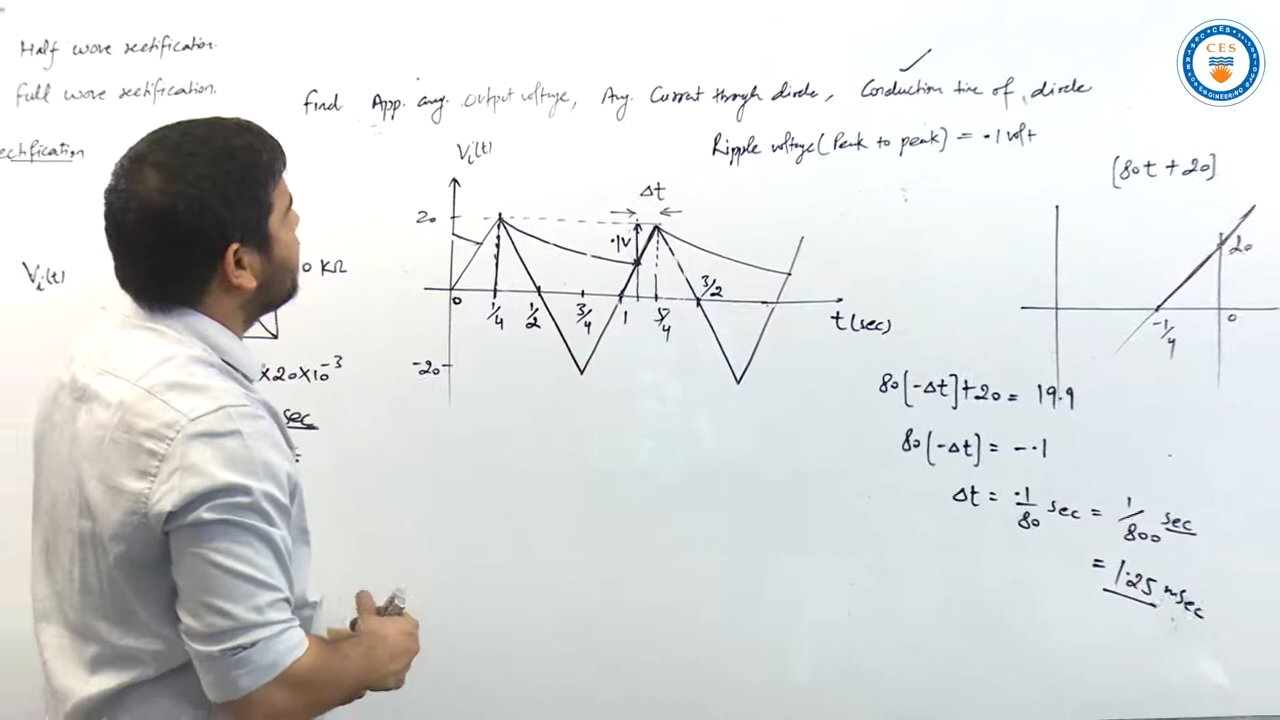 Half wave rectification.
Full wave rectification.
ectification
Find App. avg. output voltage, Avg. Current through diode, Conduction time of diode
Ripple voltage (Peak to peak) = .1 volt
Vi(t)
Δt
20
.1V
0
1/4
1/2
3/4
1
5/4
3/2
t(sec)
-20
Vi(t)
0 KΩ
×20×10^-3
sec
=
[80t + 20]
20
-1/4
0
80[-Δt]+20 = 19.9
80[-Δt] = -.1
Δt = .1/80 sec = 1/800 sec
= 1.25 msec
CES